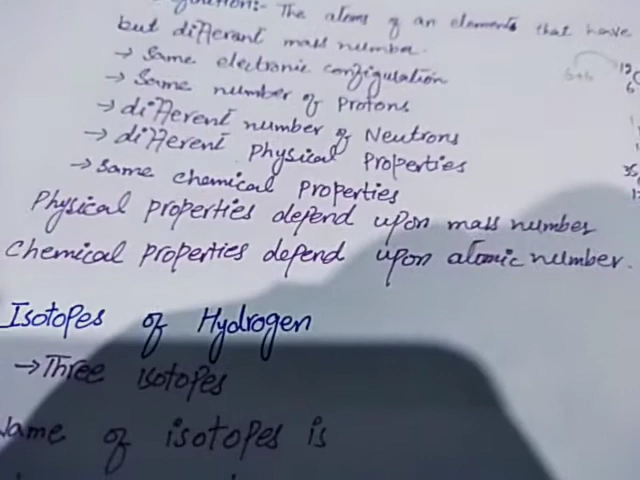 The atoms of an elements that have
but different mass number.
→ Same electronic configulation
→ Same number of Protons
→ different number of Neutrons
→ different Physical Properties
→ same chemical properties
Physical properties depend upon mass number
Chemical properties depend upon atomic number.
Isotopes of Hydrogen
→ Three isotopes
Name of isotopes is